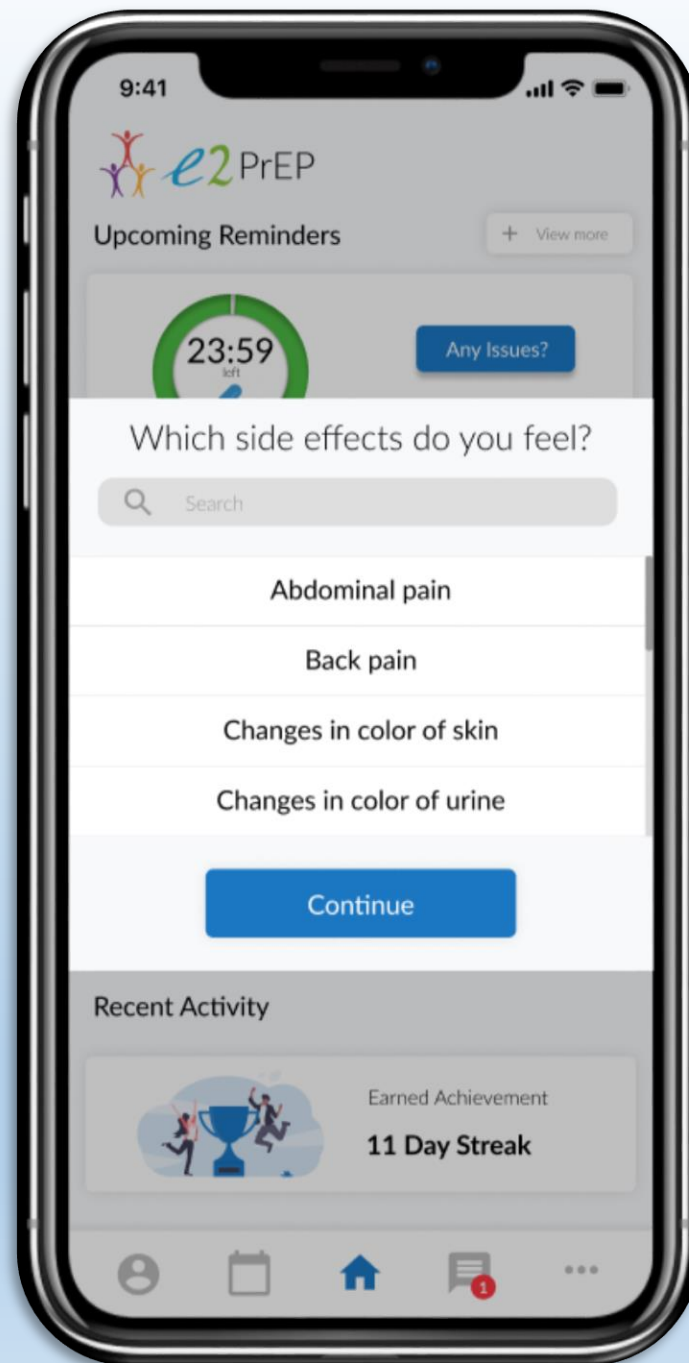 9:41
e2 PrEP
Upcoming Reminders
+ View more
23:59
left
Any Issues?
Which side effects do you feel?
Search
Abdominal pain
Back pain
Changes in color of skin
Changes in color of urine
Continue
Recent Activity
Earned Achievement
11 Day Streak
1